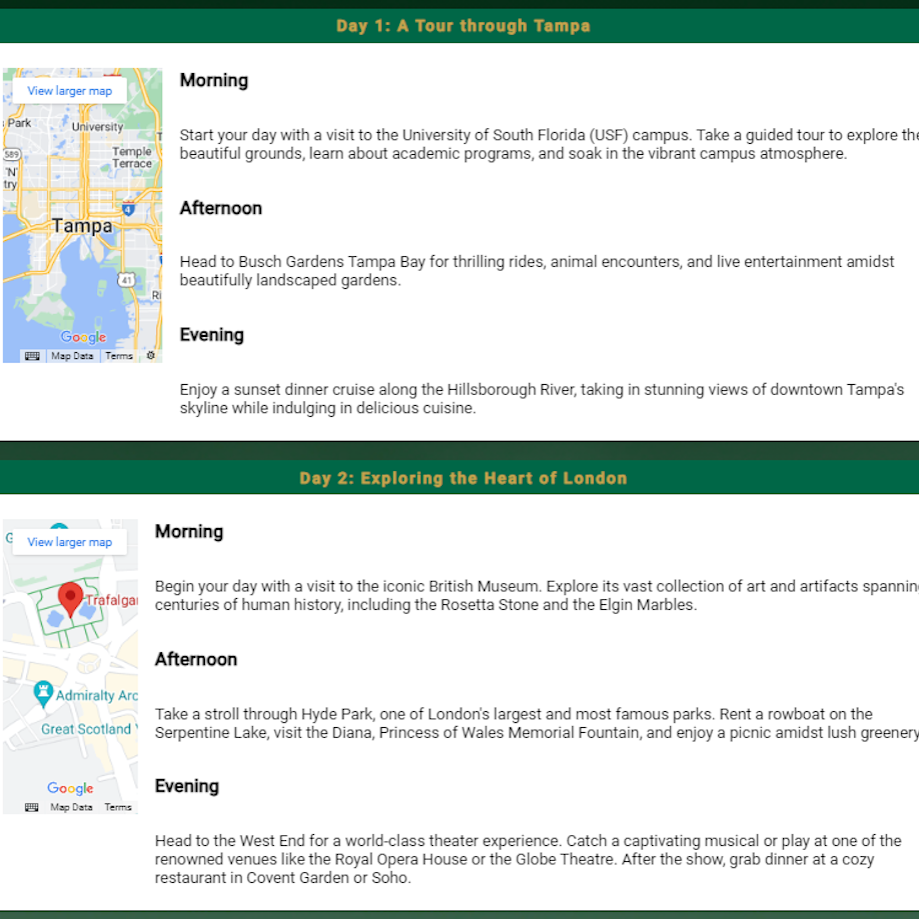 Day 1: A Tour through Tampa
View larger map
Park
University
589
Temple
Terrace
'N'
try
4
Tampa
41
Ri
Google
Map Data
Terms
Morning
Start your day with a visit to the University of South Florida (USF) campus. Take a guided tour to explore the
beautiful grounds, learn about academic programs, and soak in the vibrant campus atmosphere.
Afternoon
Head to Busch Gardens Tampa Bay for thrilling rides, animal encounters, and live entertainment amidst
beautifully landscaped gardens.
Evening
Enjoy a sunset dinner cruise along the Hillsborough River, taking in stunning views of downtown Tampa's
skyline while indulging in delicious cuisine.
Day 2: Exploring the Heart of London
View larger map
Trafalga
Admiralty Arc
Great Scotland
Google
Map Data
Terms
Morning
Begin your day with a visit to the iconic British Museum. Explore its vast collection of art and artifacts spannin
centuries of human history, including the Rosetta Stone and the Elgin Marbles.
Afternoon
Take a stroll through Hyde Park, one of London's largest and most famous parks. Rent a rowboat on the
Serpentine Lake, visit the Diana, Princess of Wales Memorial Fountain, and enjoy a picnic amidst lush greenery
Evening
Head to the West End for a world-class theater experience. Catch a captivating musical or play at one of the
renowned venues like the Royal Opera House or the Globe Theatre. After the show, grab dinner at a cozy
restaurant in Covent Garden or Soho.